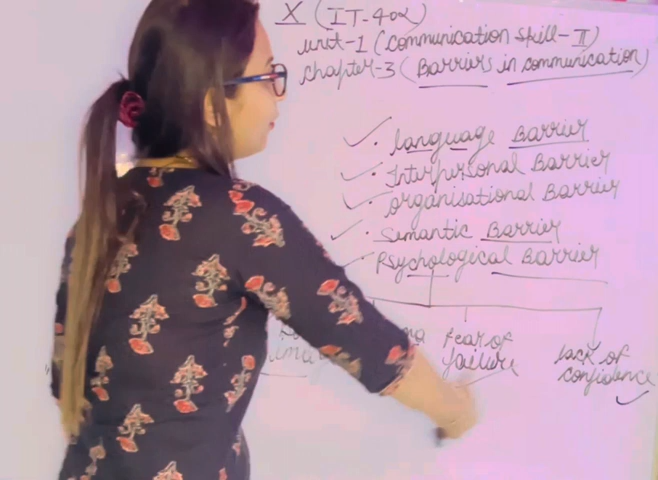 X (IT-402)
unit-1 (communication skill-II)
chapter-3 (Barriers in communication)
language Barrier
Interpersonal Barrier
organisational Barrier
Semantic Barrier
Psychological Barrier
Fear of
failure
lack of
confidence